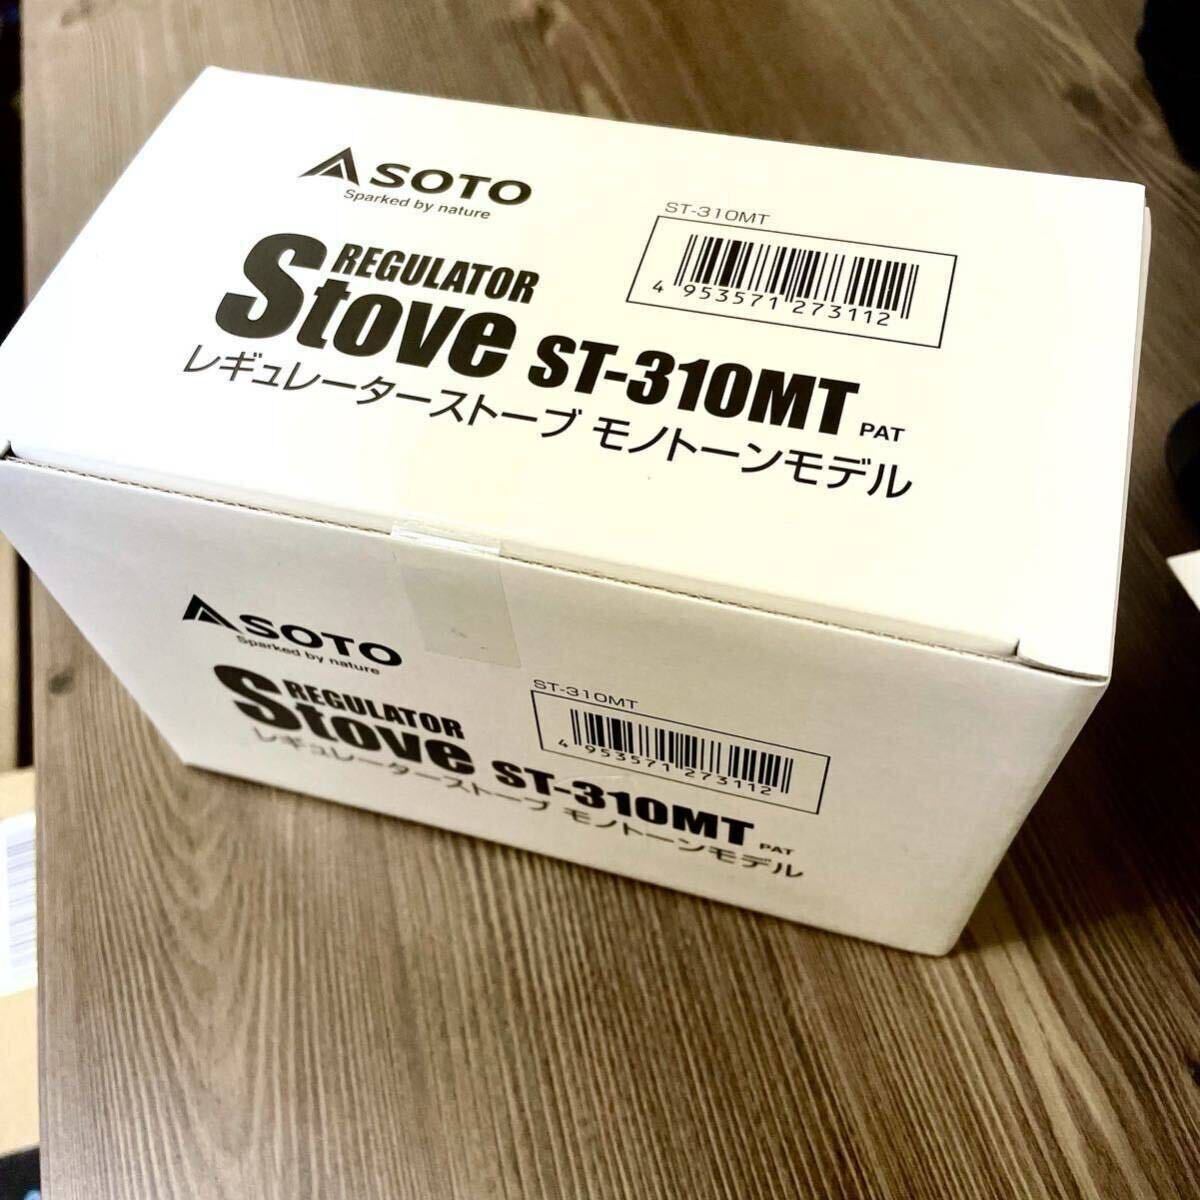 SOTO
Sparked by nature
ST-310MT
4 953571 273112
REGULATOR
Stove ST-310MT PAT
レギュレーターストーブ モノトーンモデル
SOTO
Sparked by nature
ST-310MT
4 953571 273112
REGULATOR
Stove ST-310MT PAT
レギュレーターストーブ モノトーンモデル